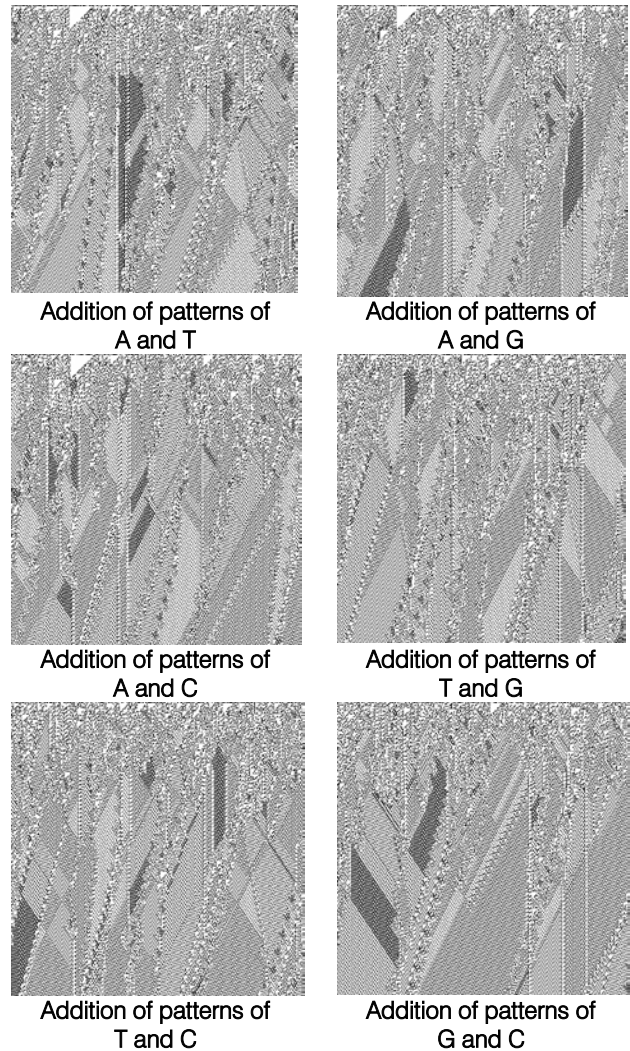 Addition of patterns of
A and T
Addition of patterns of
A and G
Addition of patterns of
A and C
Addition of patterns of
T and G
Addition of patterns of
T and C
Addition of patterns of
G and C